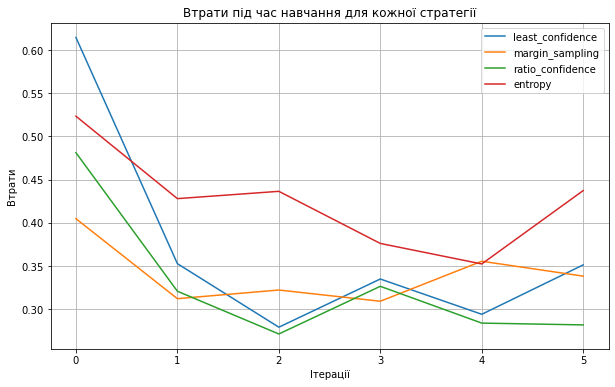 Втрати під час навчання для кожної стратегії
least_confidence
margin_sampling
ratio_confidence
entropy
Втрати
0.60
0.55
0.50
0.45
0.40
0.35
0.30
0 1 2 3 4 5
Ітерації